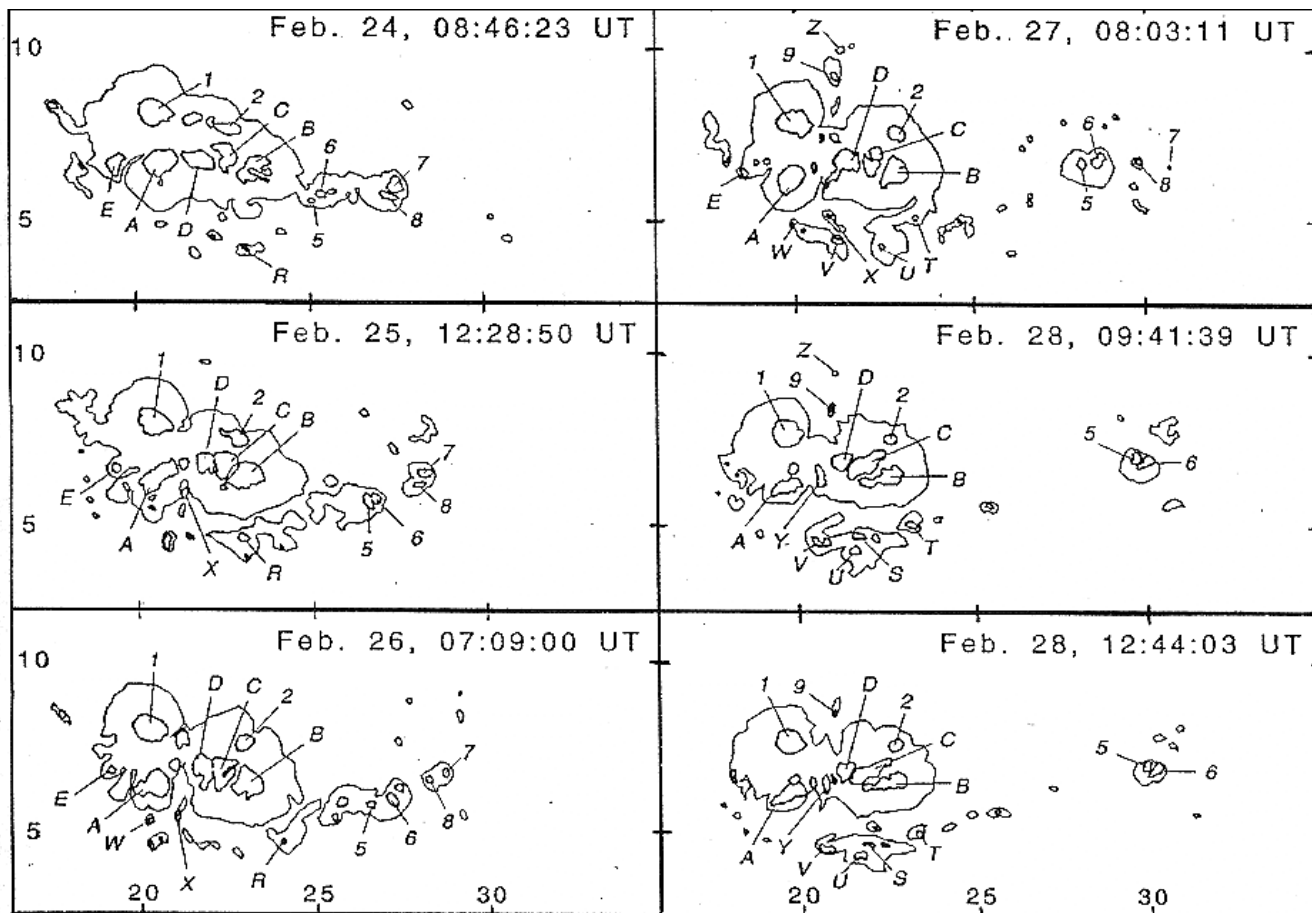 Feb. 24, 08:46:23 UT
10
1
2
C
B
6
7
5
E
A
D
5
8
R
Feb. 27, 08:03:11 UT
Z
9
1
D
2
C
6
7
E
B
5
8
A
W
V
X
U
T
Feb. 25, 12:28:50 UT
10
1
D
2
C
B
7
E
8
5
A
5
6
X
R
Feb. 28, 09:41:39 UT
Z
1
9
D
2
C
5
6
B
A
Y
V
U
S
T
Feb. 26, 07:09:00 UT
10
1
D
C
2
B
7
E
8
A
5
W
5
6
X
R
20
25
30
Feb. 28, 12:44:03 UT
1
9
D
2
C
5
6
B
A
Y
V
U
S
T
20
25
30